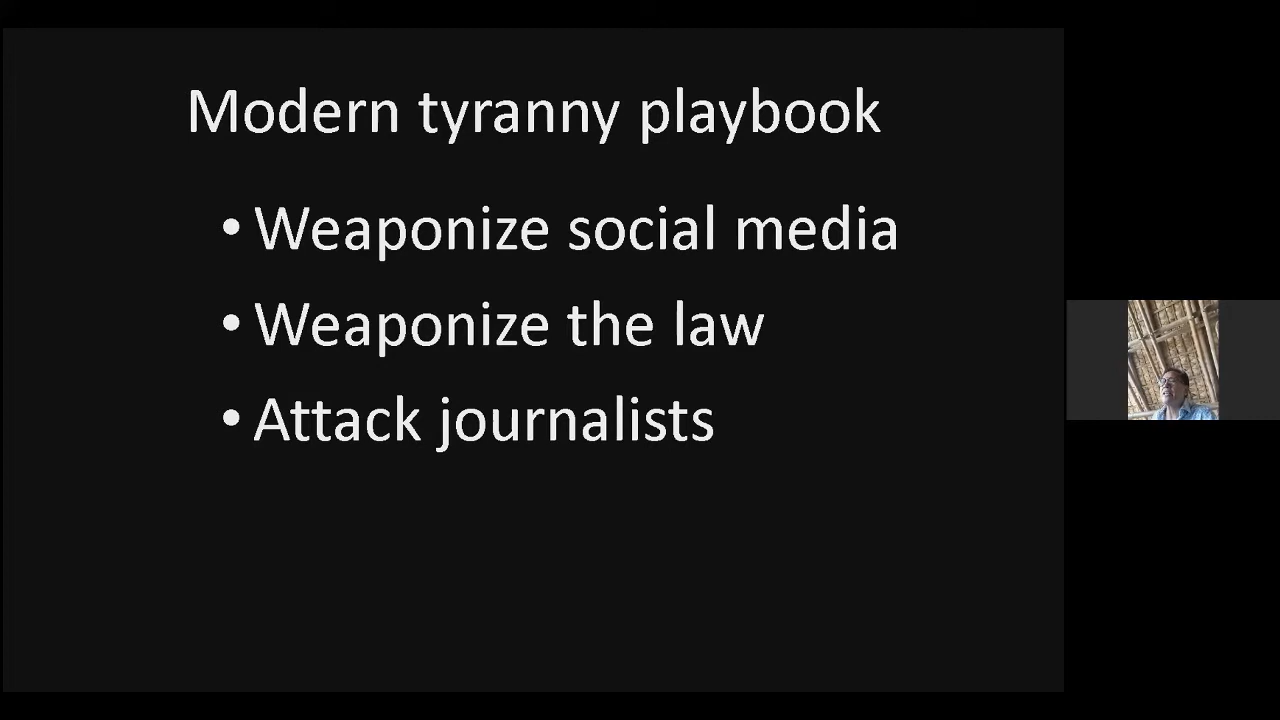 Modern tyranny playbook
• Weaponize social media
• Weaponize the law
• Attack journalists